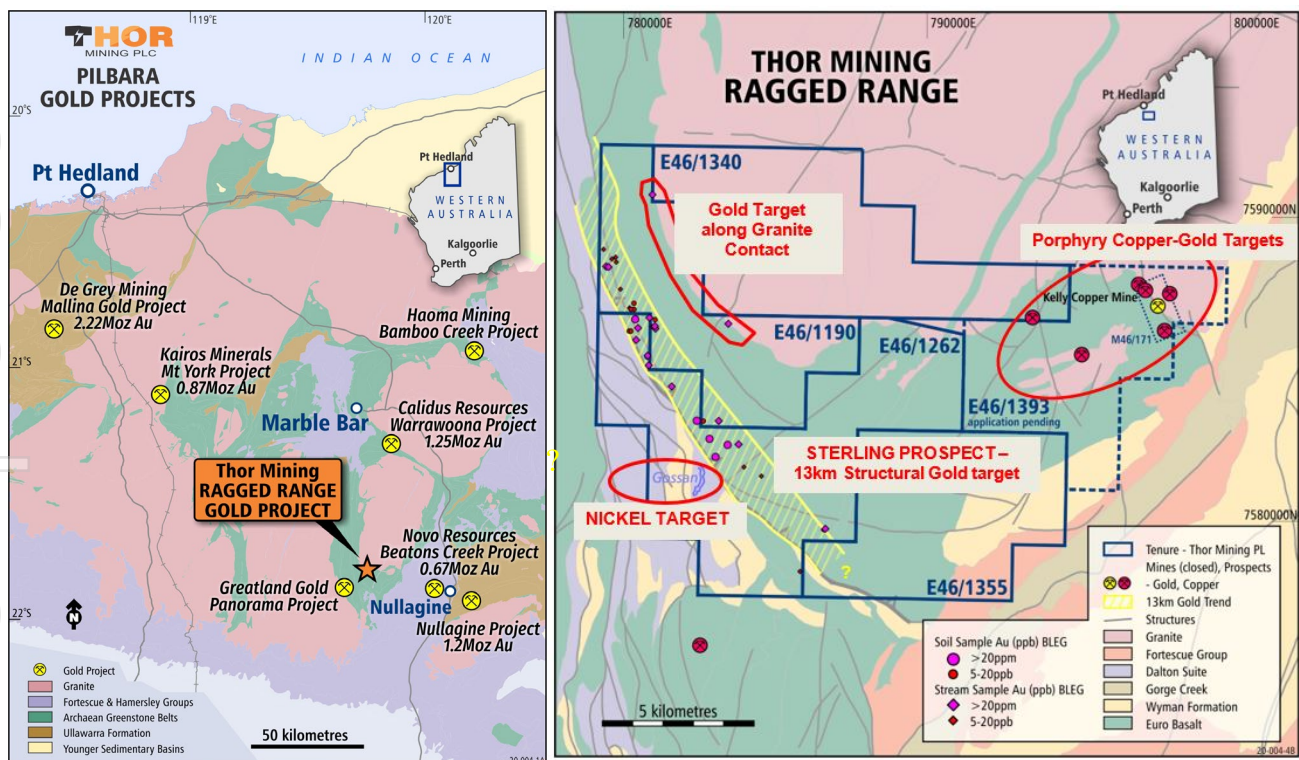 119°E
120°E
THOR
MINING PLC
PILBARA
GOLD PROJECTS
INDIAN OCEAN
20°S
Pt Hedland
Pt Hedland
WESTERN
AUSTRALIA
Kalgoorlie
Perth
De Grey Mining
Mallina Gold Project
2.22Moz Au
Haoma Mining
Bamboo Creek Project
21°S
Kairos Minerals
Mt York Project
0.87Moz Au
Marble Bar
Calidus Resources
Warrawoona Project
1.25Moz Au
Thor Mining
RAGGED RANGE
GOLD PROJECT
Novo Resources
Beatons Creek Project
0.67Moz Au
Greatland Gold
Panorama Project
Nullagine
Nullagine Project
1.2Moz Au
22°S
N
Gold Project
Granite
Fortescue & Hamersley Groups
Archaean Greenstone Belts
Ullawarra Formation
Younger Sedimentary Basins
50 kilometres
20-004-1A
780000E
790000E
800000E
THOR MINING
RAGGED RANGE
Pt Hedland
WESTERN
AUSTRALIA
Kalgoorlie
Perth
7590000N
E46/1340
Gold Target
along Granite
Contact
Porphyry Copper-Gold Targets
Kelly Copper Mine
M46/171
E46/1190
E46/1262
E46/1393
application pending
STERLING PROSPECT –
13km Structural Gold target
?
Gossan
NICKEL TARGET
7580000N
?
E46/1355
Soil Sample Au (ppb) BLEG
>20ppm
5-20ppb
Stream Sample Au (ppb) BLEG
>20ppm
5-20ppb
5 kilometres
Tenure - Thor Mining PL
Mines (closed), Prospects
- Gold, Copper
13km Gold Trend
Structures
Granite
Fortescue Group
Dalton Suite
Gorge Creek
Wyman Formation
Euro Basalt
20-004-4B